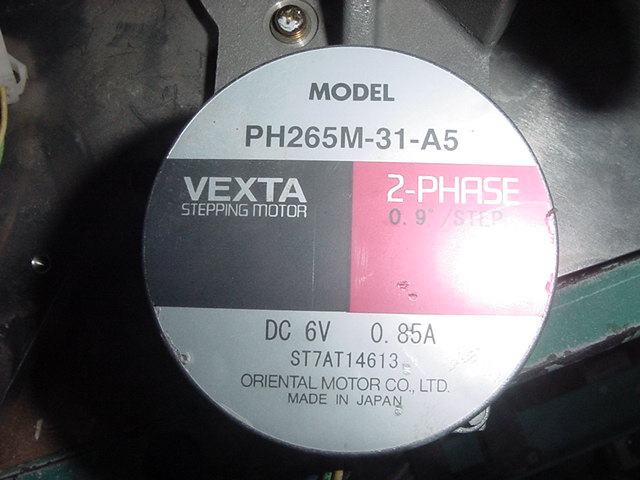 MODEL
PH265M-31-A5
VEXTA
STEPPING MOTOR
2-PHASE
0.9°/STEP
DC 6V 0.85A
ST7AT14613
ORIENTAL MOTOR CO., LTD.
MADE IN JAPAN